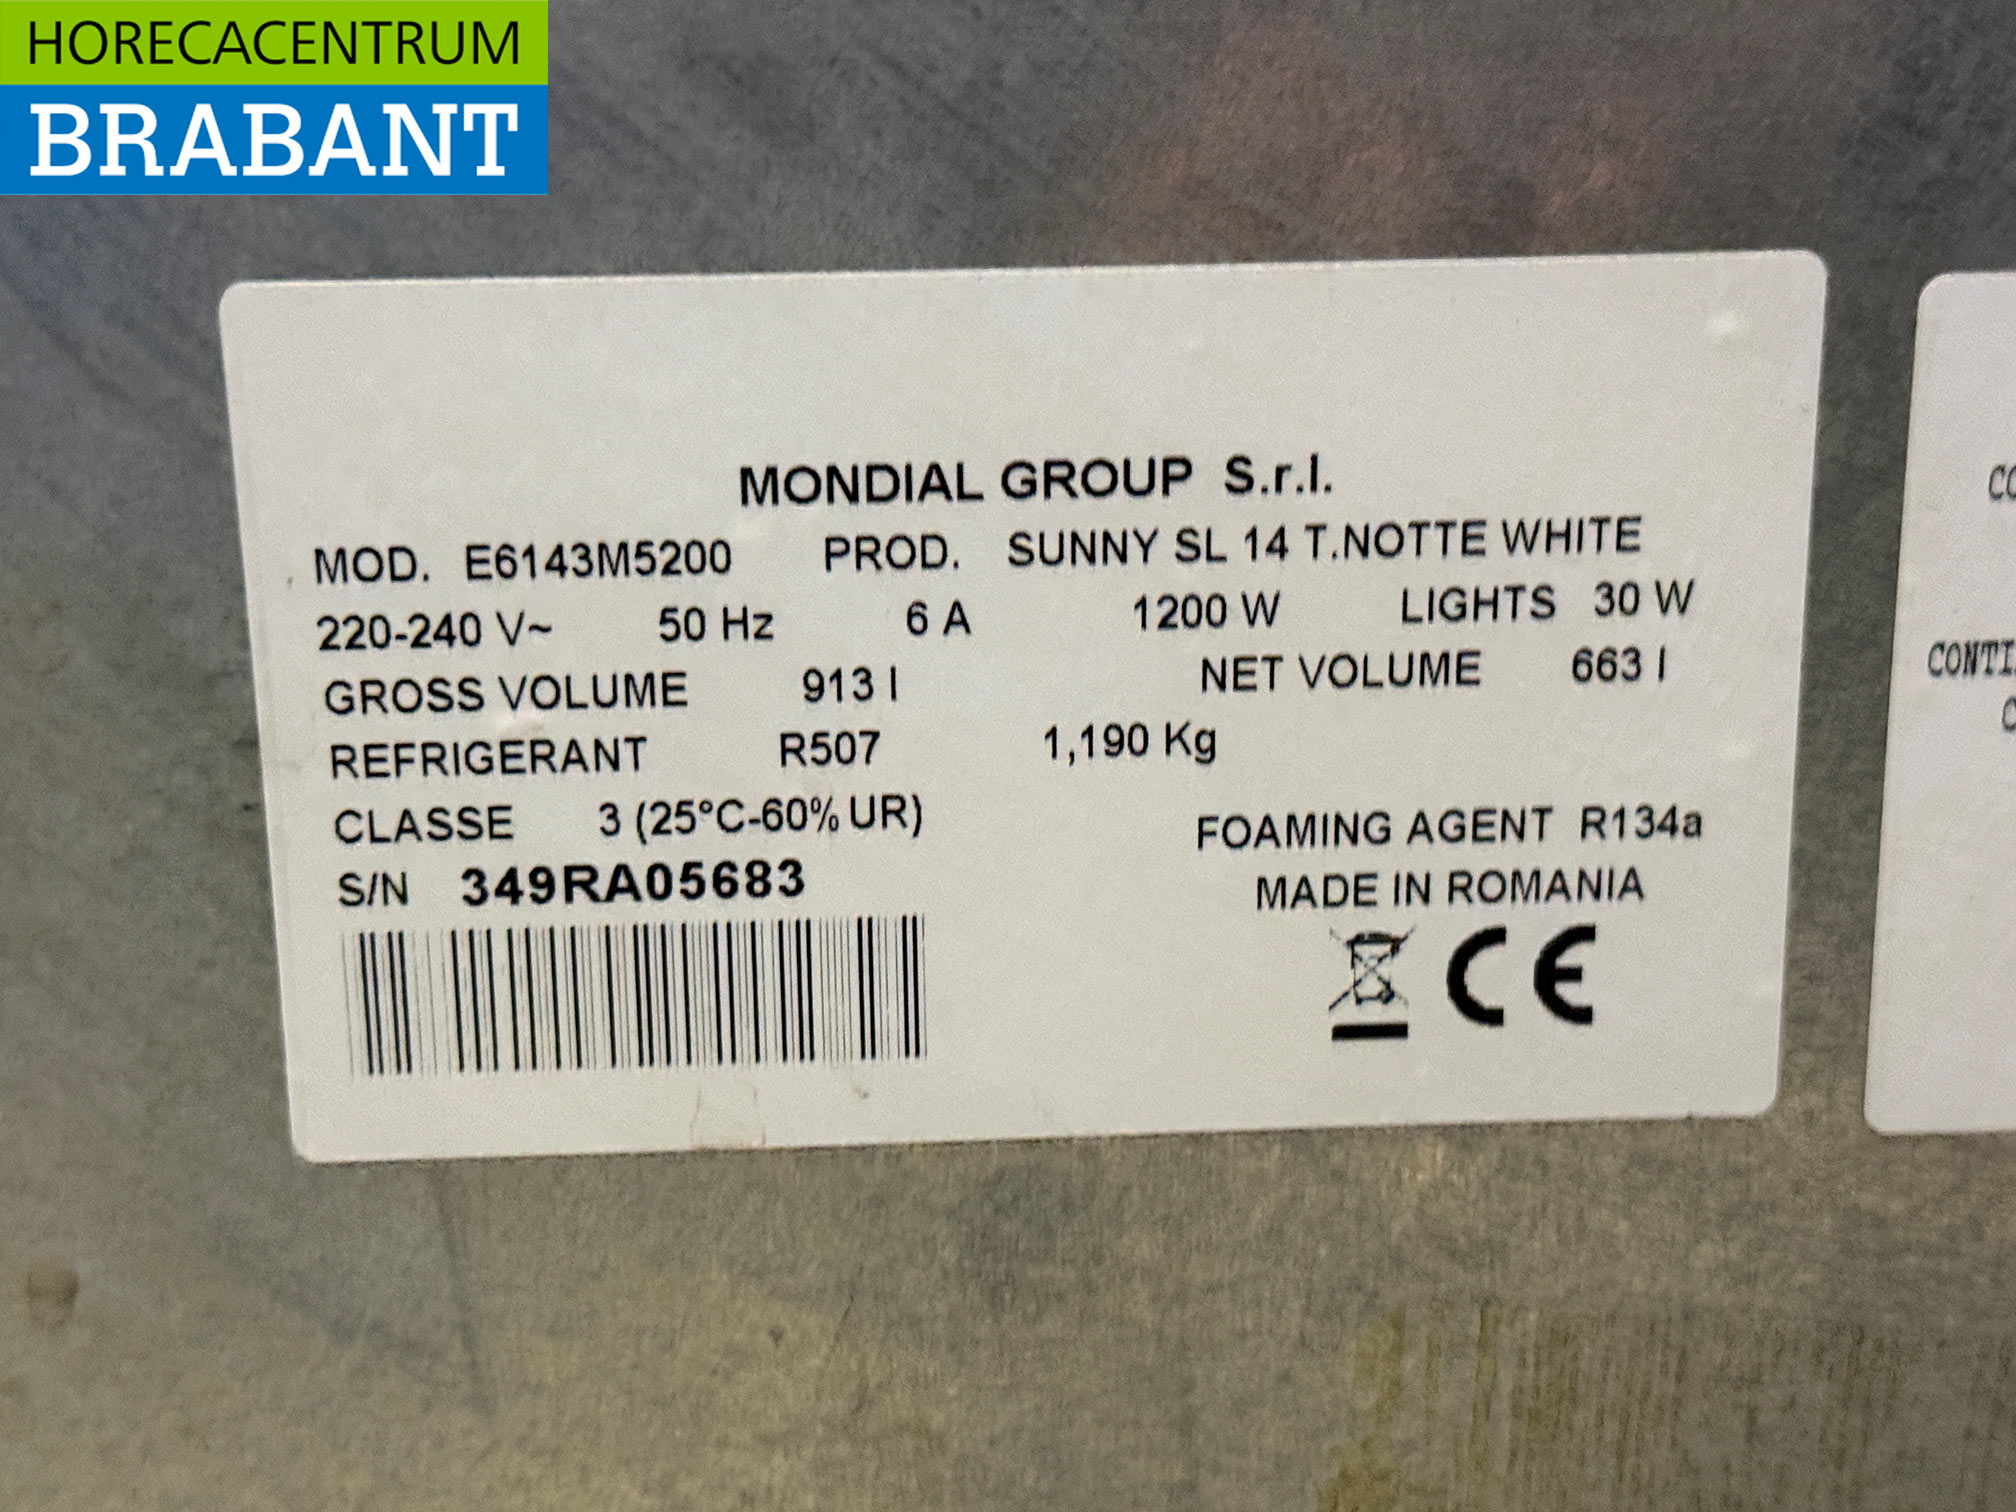 HORECACENTRUM
BRABANT
MONDIAL GROUP S.r.l.
MOD. E6143M5200 PROD. SUNNY SL 14 T.NOTTE WHITE
220-240 V~ 50 Hz 6 A 1200 W LIGHTS 30 W
GROSS VOLUME 913 l NET VOLUME 663 l
REFRIGERANT R507 1,190 Kg
CLASSE 3 (25°C-60% UR) FOAMING AGENT R134a
S/N 349RA05683 MADE IN ROMANIA
CE